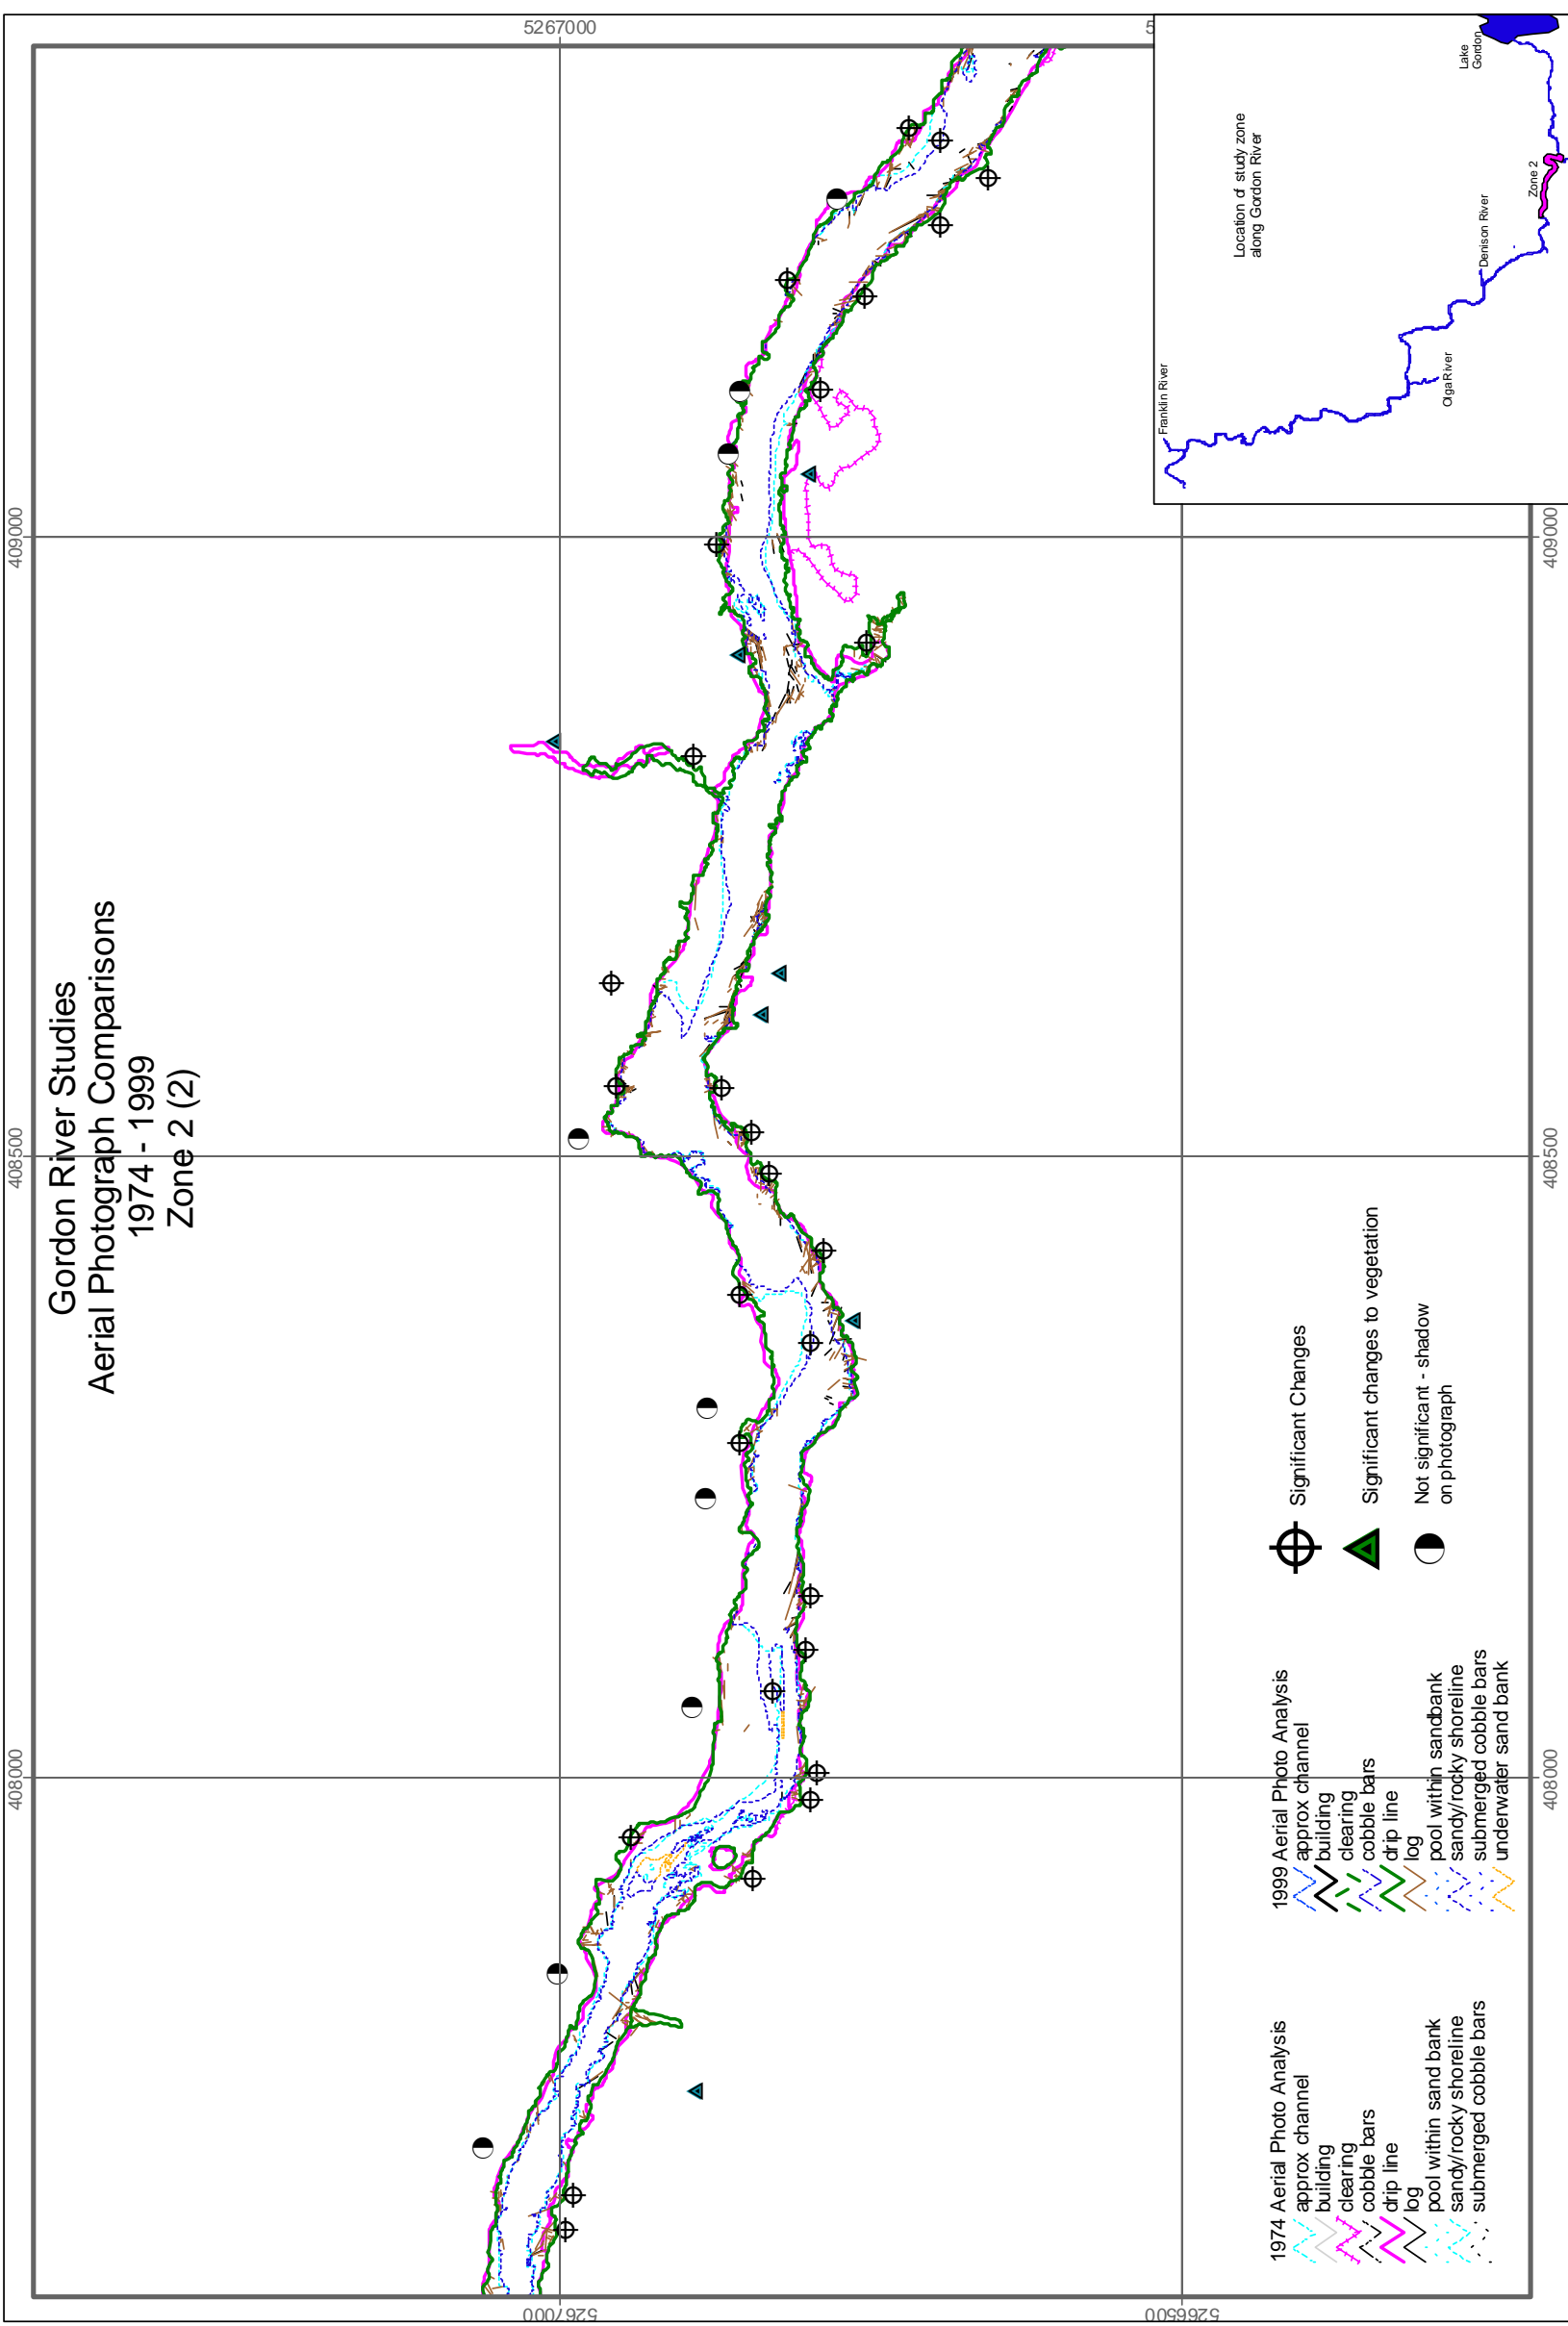 Gordon River Studies
Aerial Photograph Comparisons
1974 - 1999
Zone 2 (2)
408000
408500
409000
5267000
5267000
5266500
5
408000
408500
409000
1974 Aerial Photo Analysis
approx channel
building
clearing
cobble bars
drip line
log
pool within sand bank
sandy/rocky shoreline
submerged cobble bars
1999 Aerial Photo Analysis
approx channel
building
clearing
cobble bars
drip line
log
pool within sandbank
sandy/rocky shoreline
submerged cobble bars
underwater sand bank
Significant Changes
Significant changes to vegetation
Not significant - shadow
on photograph
Location of study zone
along Gordon River
Franklin River
Olga River
Denison River
Zone 2
Lake
Gordon